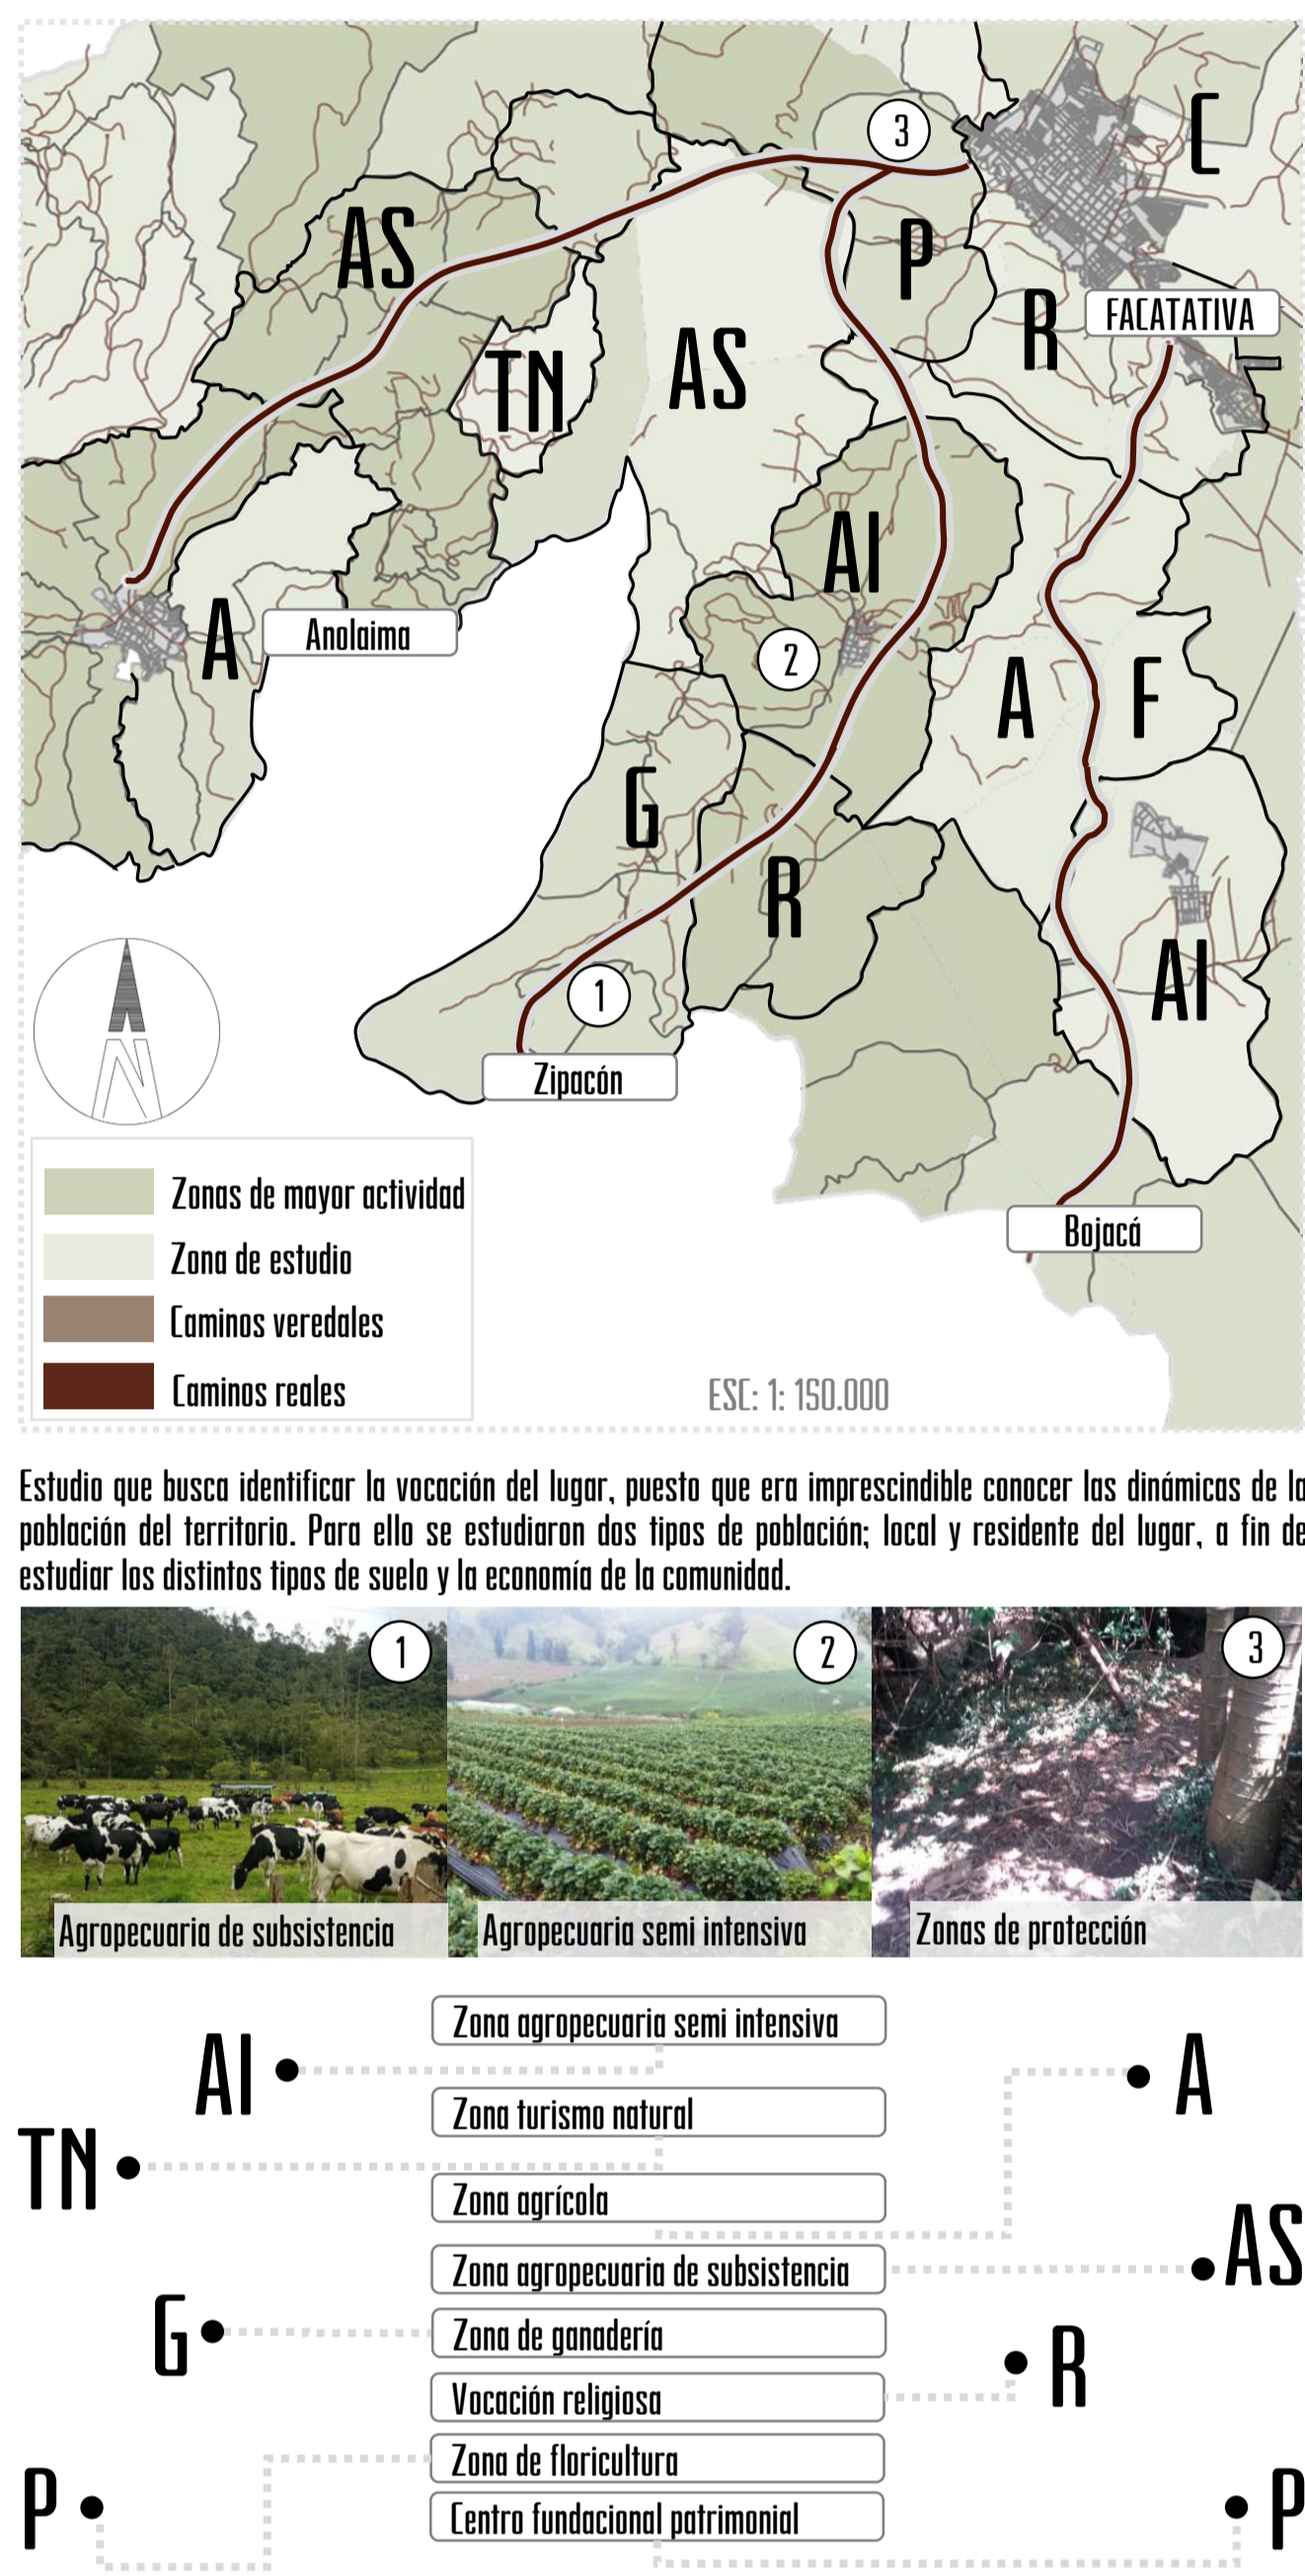 3
C
AS
P
R
FACATATIVA
TN
AS
AI
A
Anolaima
2
A
F
G
R
AI
1
Zipacón
N
Zonas de mayor actividad
Zona de estudio
Bojacá
Caminos veredales
Caminos reales
ESC: 1: 150.000
Estudio que busca identificar la vocación del lugar, puesto que era imprescindible conocer las dinámicas de la
población del territorio. Para ello se estudiaron dos tipos de población; local y residente del lugar, a fin de
estudiar los distintos tipos de suelo y la economía de la comunidad.
1
2
3
Agropecuaria de subsistencia
Agropecuaria semi intensiva
Zonas de protección
Zona agropecuaria semi intensiva
AI
A
Zona turismo natural
TN
Zona agrícola
AS
Zona agropecuaria de subsistencia
G
Zona de ganadería
R
Vocación religiosa
Zona de floricultura
P
P
Centro fundacional patrimonial